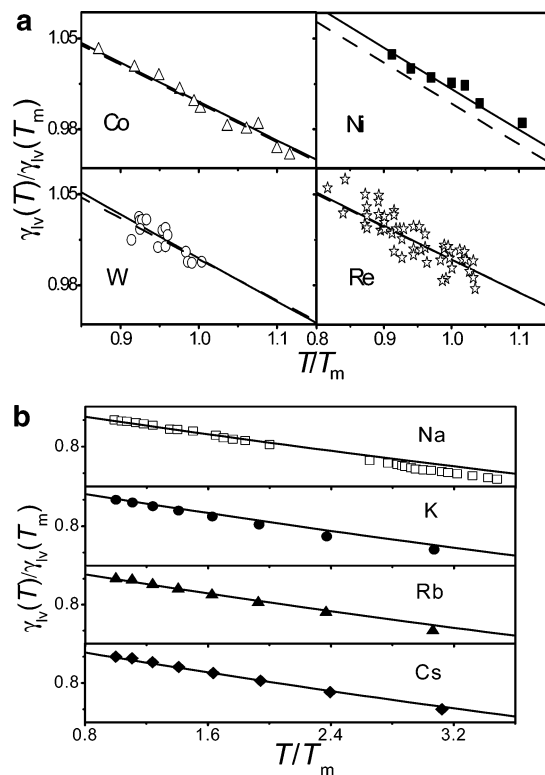 a
1.05
0.98
Co
Ni
γlv(T)/γlv(Tm)
1.05
0.98
W
Re
0.9 1.0 0.8 0.9 1.0 1.1
T/Tm
b
0.8
Na
0.8
K
γlv(T)/γlv(Tm)
0.8
Rb
0.8
Cs
0.8 1.6 2.4 3.2
T/Tm